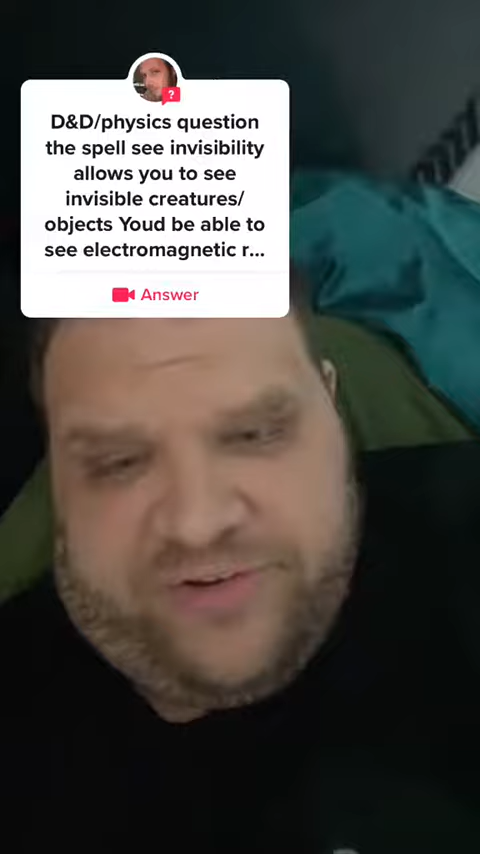 D&D/physics question
the spell see invisibility
allows you to see
invisible creatures/
objects Youd be able to
see electromagnetic r...
Answer